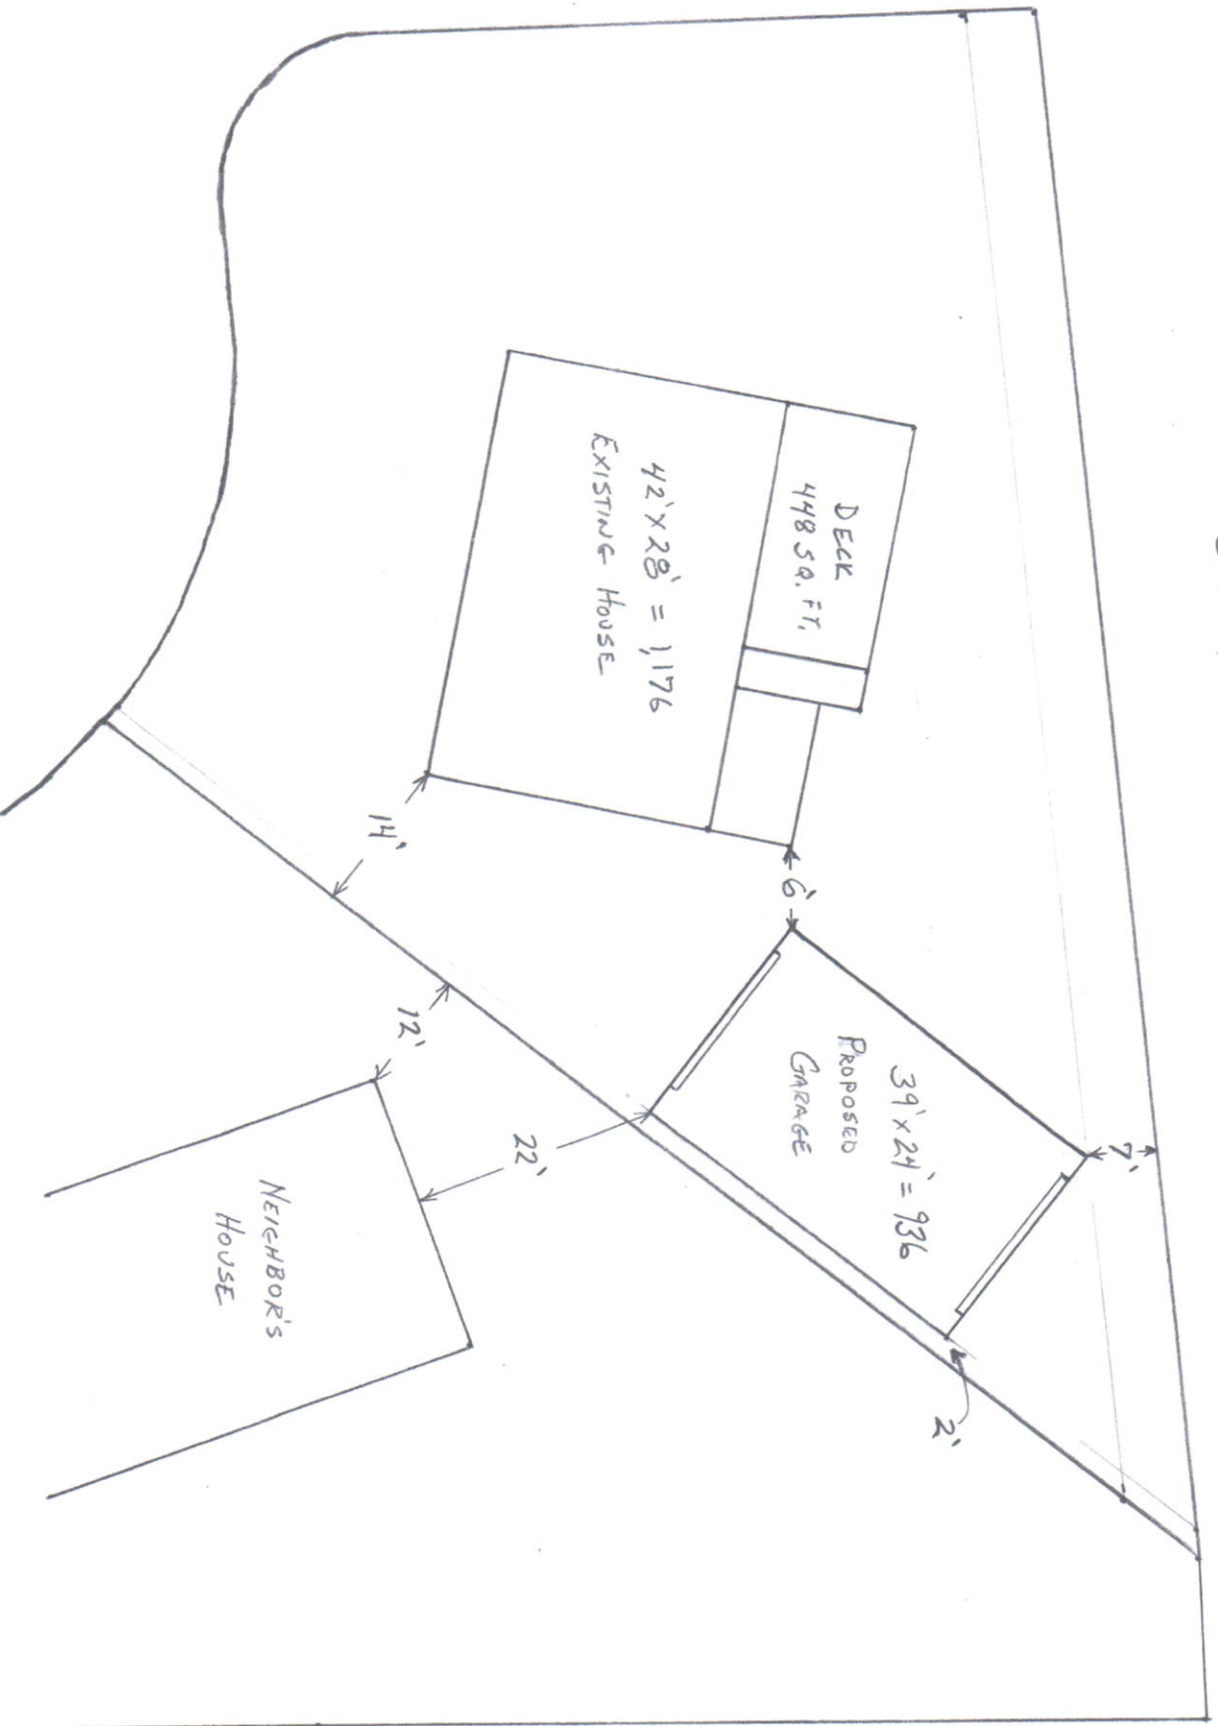 DECK
448 SQ. FT.
42' x 28' = 1,176
EXISTING HOUSE
6'
7'
39' x 24' = 936
PROPOSED
GARAGE
14'
12'
22'
2'
NEIGHBOR'S
HOUSE